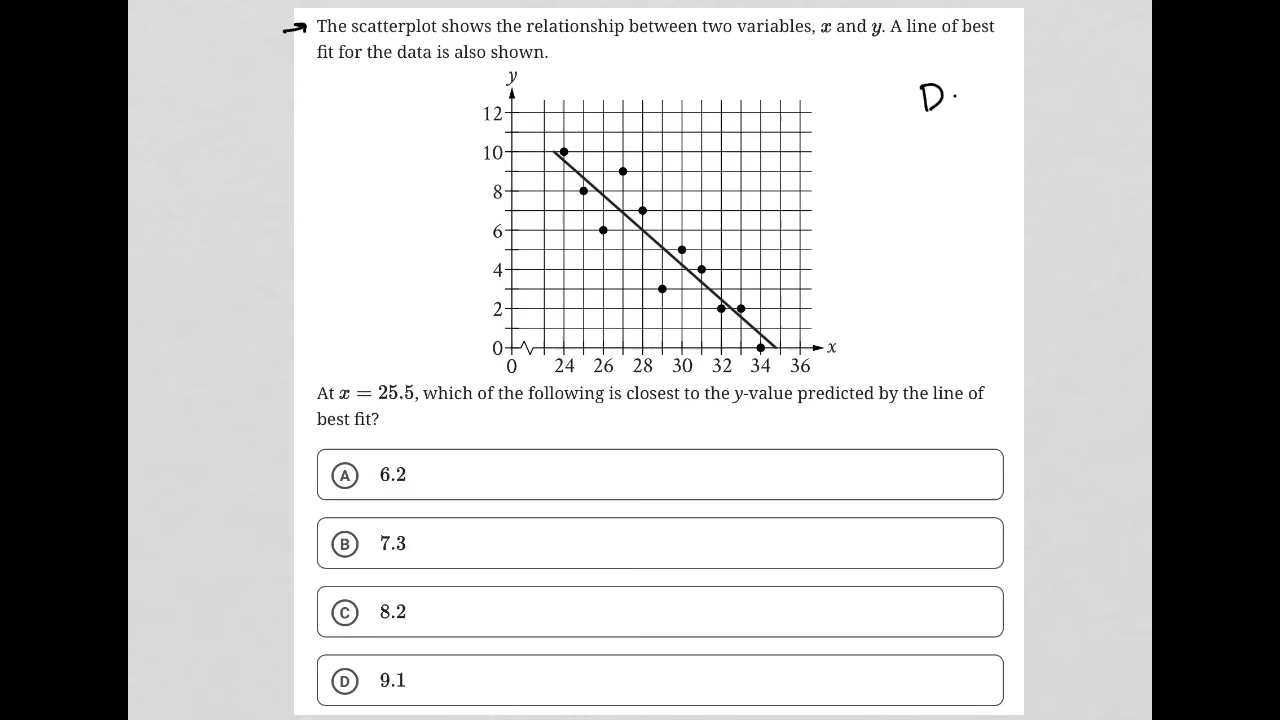 The scatterplot shows the relationship between two variables, x and y. A line of best
fit for the data is also shown.
D.
y
12
10
8
6
4
2
0
0 24 26 28 30 32 34 36 x
At x = 25.5, which of the following is closest to the y-value predicted by the line of
best fit?
A 6.2
B 7.3
C 8.2
D 9.1